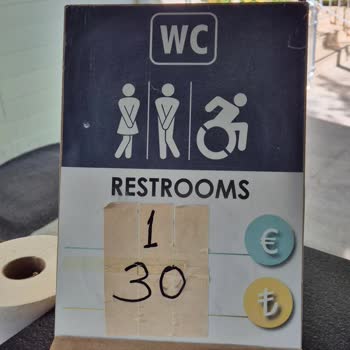 WC
RESTROOMS
1 €
30 ₺